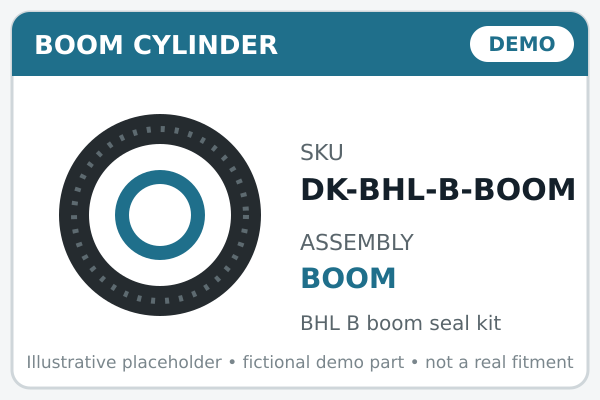 BOOM CYLINDER
DEMO
SKU
DK-BHL-B-BOOM
ASSEMBLY
BOOM
BHL B boom seal kit
Illustrative placeholder • fictional demo part • not a real fitment